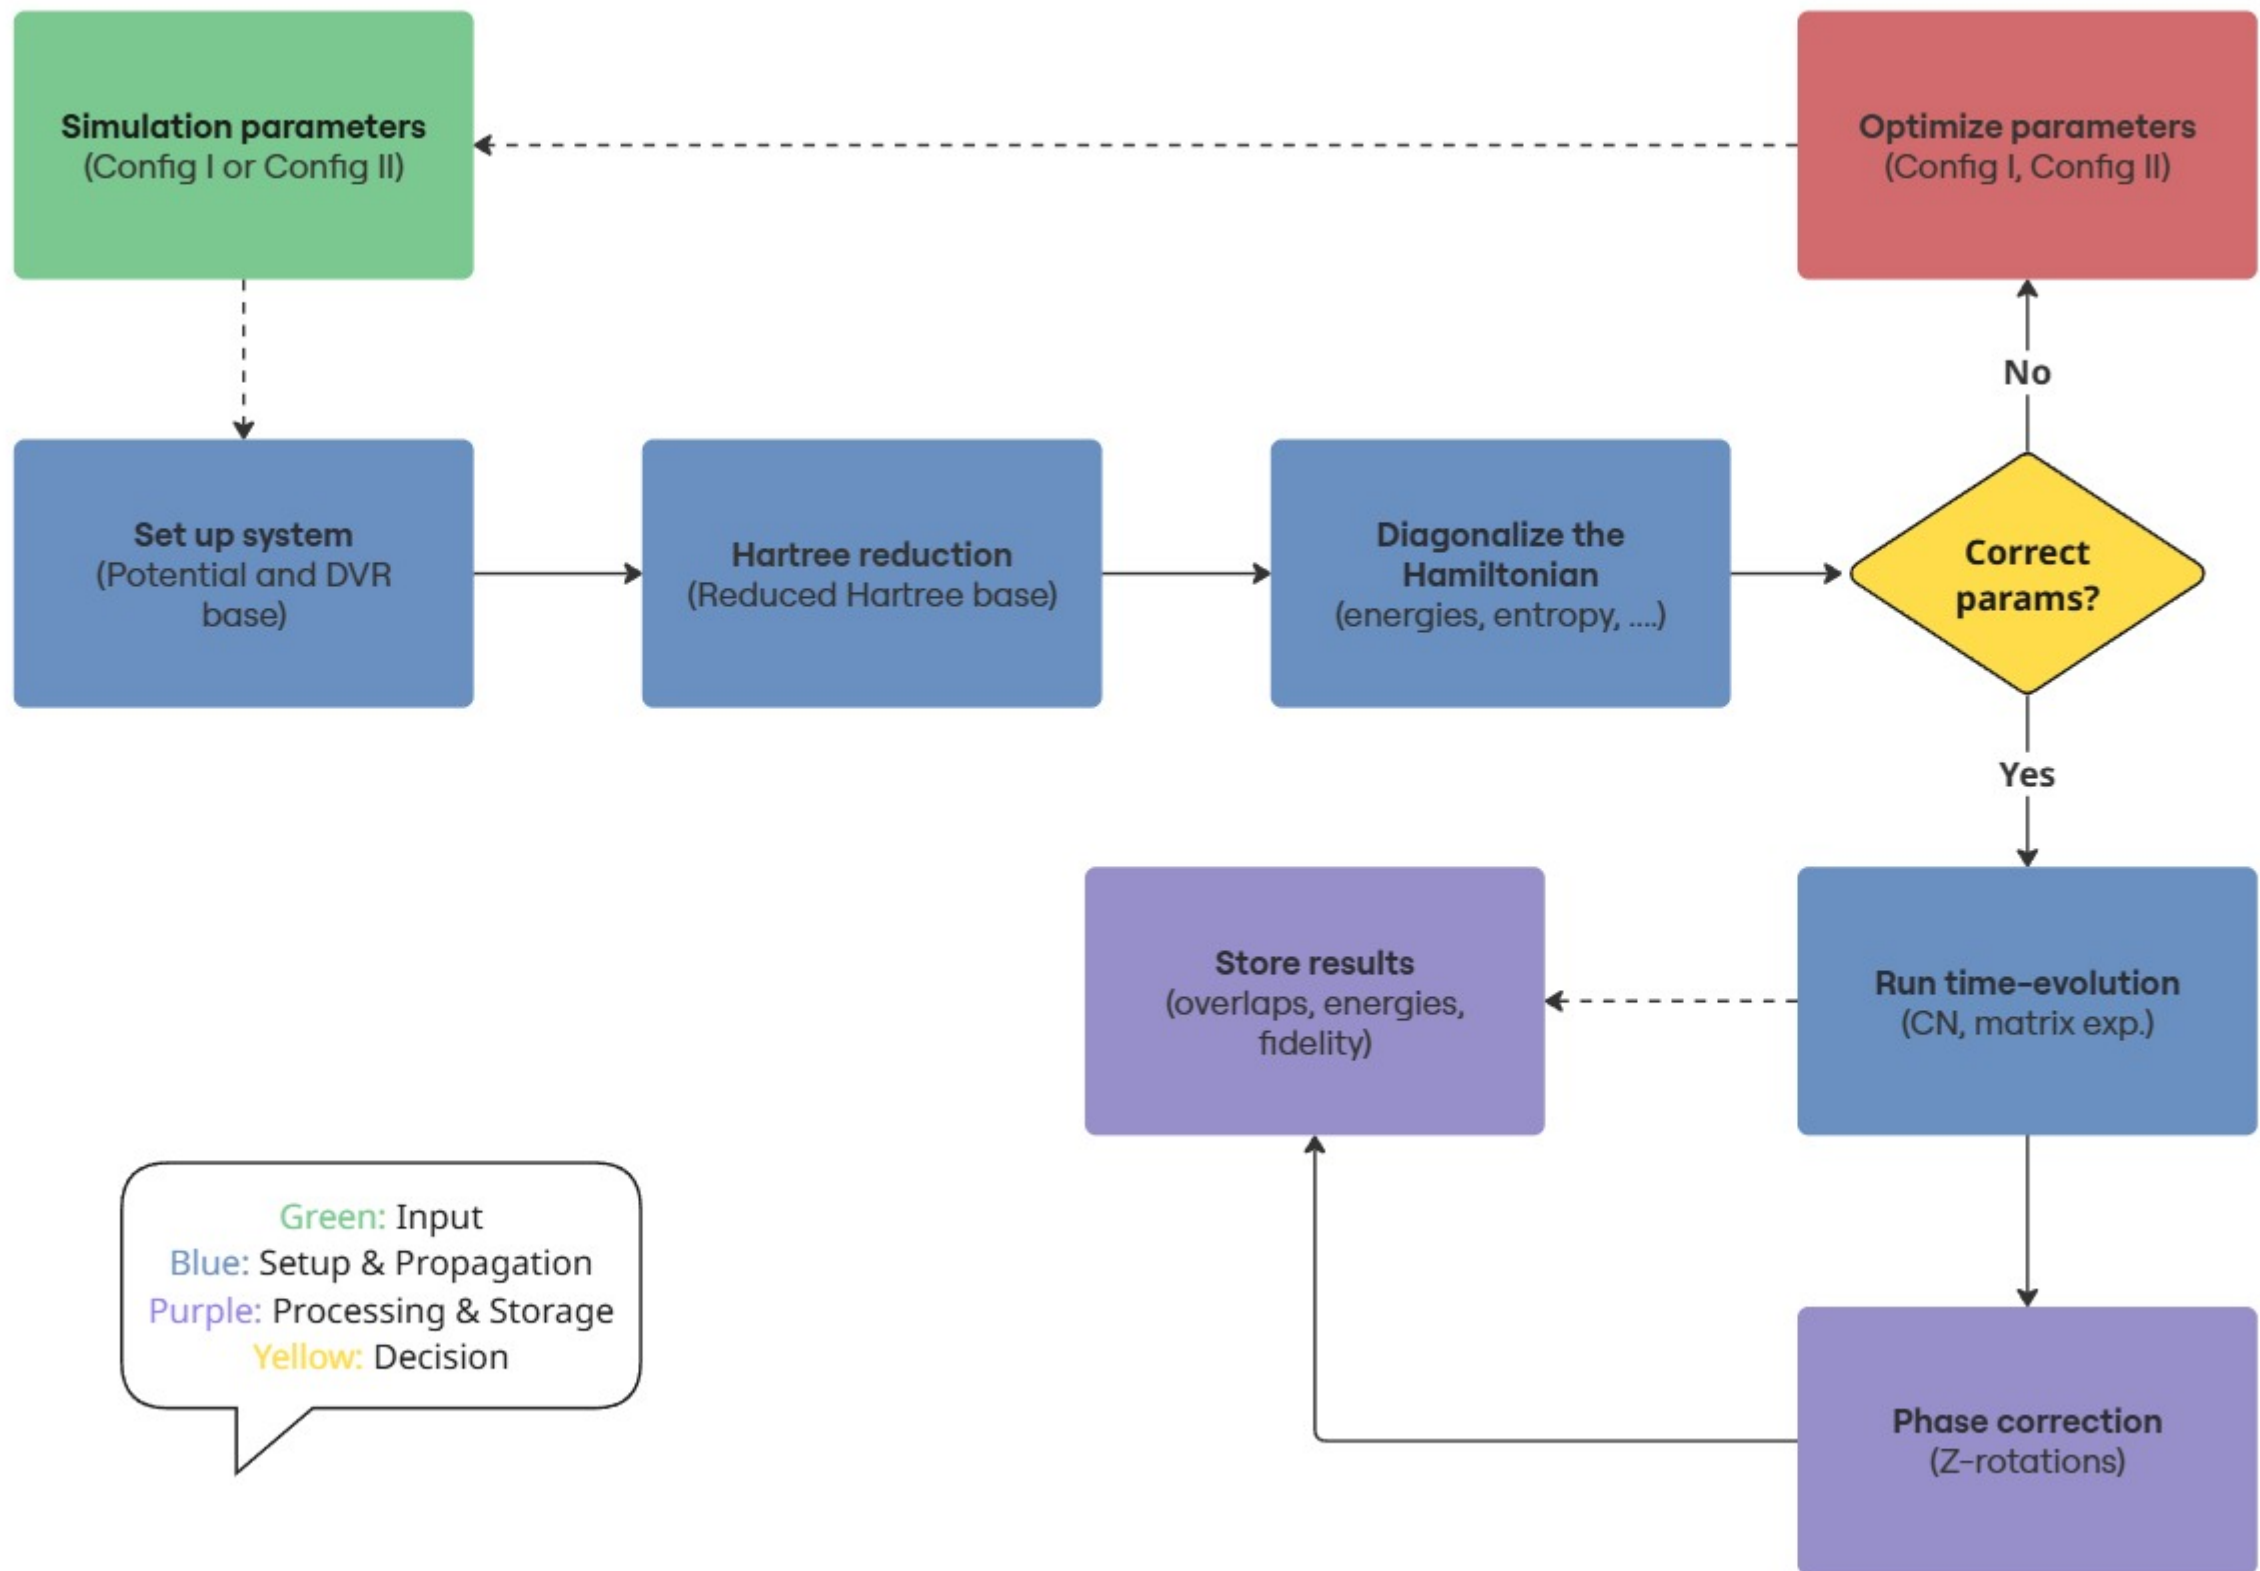 Simulation parameters
(Config I or Config II)
Optimize parameters
(Config I, Config II)
No
Set up system
(Potential and DVR
base)
Hartree reduction
(Reduced Hartree base)
Diagonalize the
Hamiltonian
(energies, entropy, ....)
Correct
params?
Yes
Store results
(overlaps, energies,
fidelity)
Run time-evolution
(CN, matrix exp.)
Green: Input
Blue: Setup & Propagation
Purple: Processing & Storage
Yellow: Decision
Phase correction
(Z-rotations)